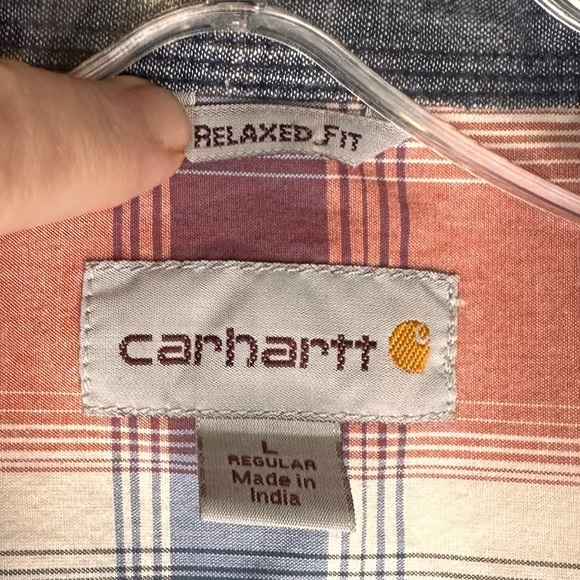 RELAXED FIT
carhartt
L
REGULAR
Made in
India